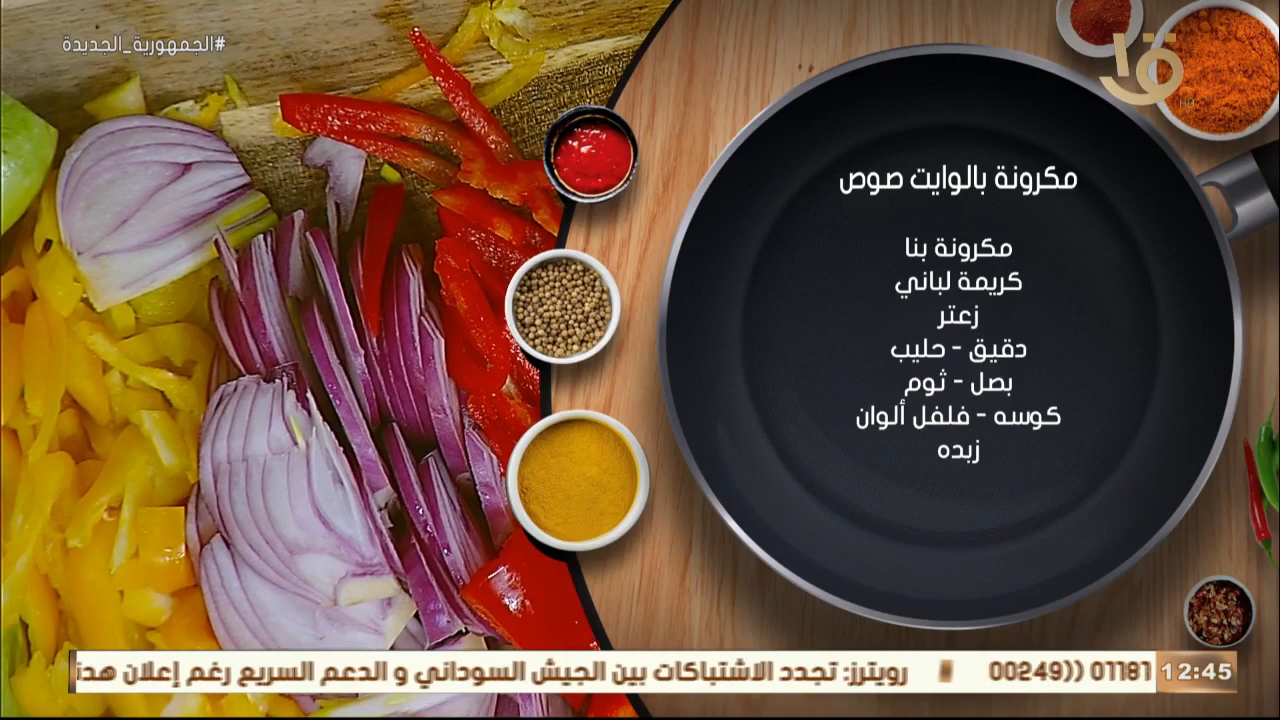 #الجمهورية_الجديدة
HD
مكرونة بالوايت صوص
مكرونة بنا
كريمة لباني
زعتر
دقيق - حليب
بصل - ثوم
كوسه - فلفل ألوان
زبده
12:45
00249)) 01181 رويترز: تجدد الاشتباكات بين الجيش السوداني و الدعم السريع رغم إعلان هدنة